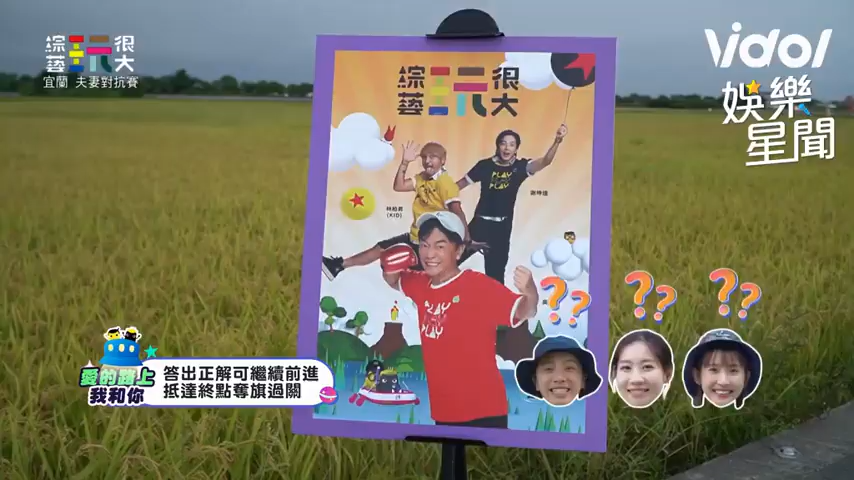 綜藝玩很大
宜蘭 夫妻對抗賽
Vidol
娛樂
星聞
綜藝玩很大
林柏昇
(KID)
謝坤達
PLAY
PLAY
PLAY
PLAY
??
??
??
愛的路上
我和你
答出正解可繼續前進
抵達終點奪旗過關